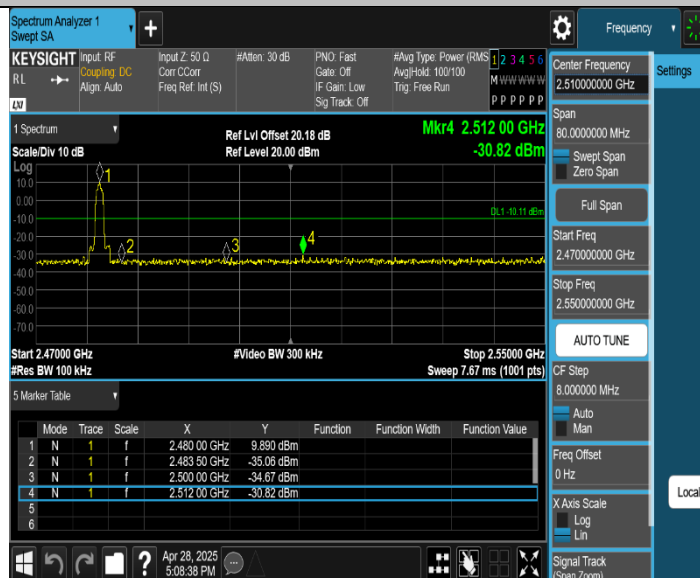 Spectrum Analyzer 1
Swept SA
+
Frequency
KEYSIGHT
RL
LXI
Input: RF
Coupling: DC
Align: Auto
Input Z: 50 Ω
Corr CCorr
Freq Ref: Int (S)
#Atten: 30 dB
PNO: Fast
Gate: Off
IF Gain: Low
Sig Track: Off
#Avg Type: Power (RMS
Avg|Hold: 100/100
Trig: Free Run
1 2 3 4 5 6
M W W W W W
P P P P P P
1 Spectrum
Scale/Div 10 dB
Log
Ref Lvl Offset 20.18 dB
Ref Level 20.00 dBm
Mkr4 2.512 00 GHz
-30.82 dBm
10.0
0.00
-10.0
-20.0
-30.0
-40.0
-50.0
-60.0
-70.0
1
2
3
4
DL1 -10.11 dBm
Start 2.47000 GHz
#Res BW 100 kHz
#Video BW 300 kHz
Stop 2.55000 GHz
Sweep 7.67 ms (1001 pts)
5 Marker Table
Mode Trace Scale X Y Function Function Width Function Value
1 N 1 f 2.480 00 GHz 9.890 dBm
2 N 1 f 2.483 50 GHz -35.06 dBm
3 N 1 f 2.500 00 GHz -34.67 dBm
4 N 1 f 2.512 00 GHz -30.82 dBm
5
6
?
Apr 28, 2025
5:08:38 PM
Center Frequency
2.510000000 GHz
Settings
Span
80.0000000 MHz
Swept Span
Zero Span
Full Span
Start Freq
2.470000000 GHz
Stop Freq
2.550000000 GHz
AUTO TUNE
CF Step
8.000000 MHz
Auto
Man
Freq Offset
0 Hz
X Axis Scale
Log
Lin
Local
Signal Track
(Span Zoom)